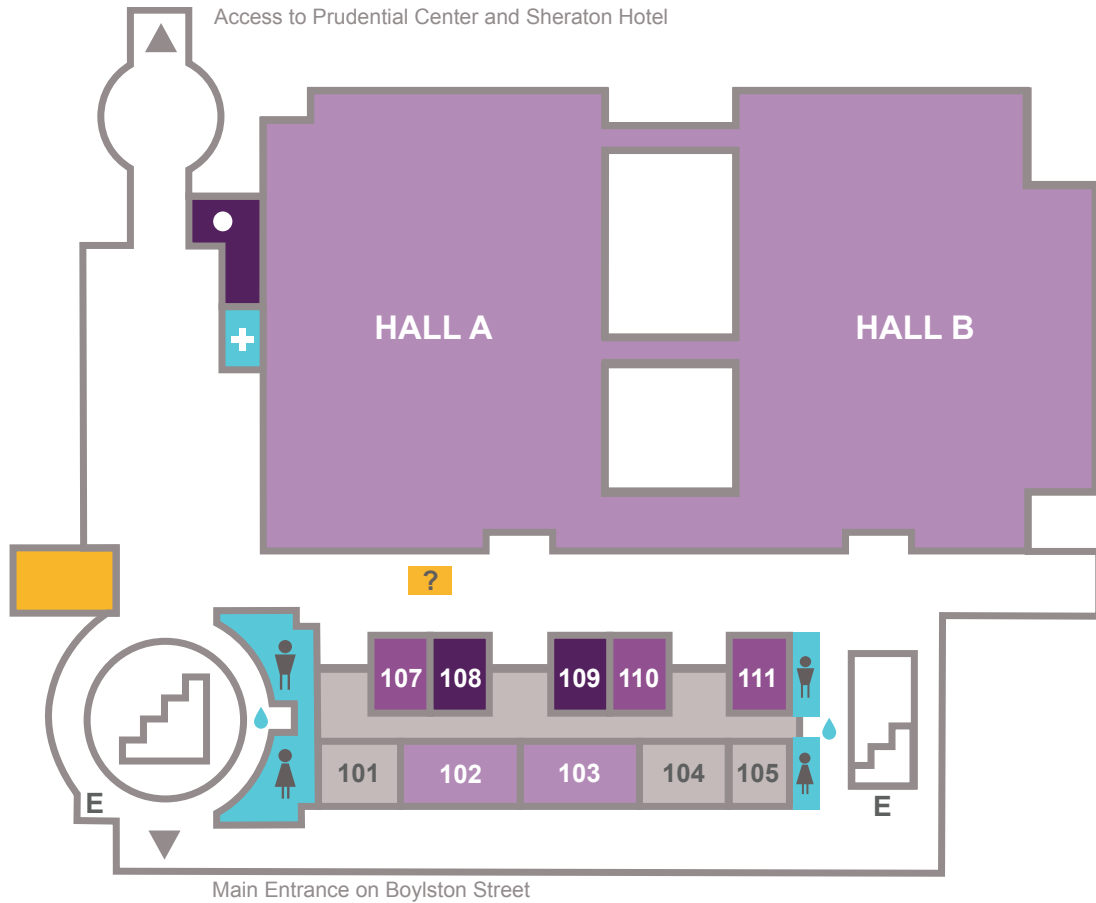 Access to Prudential Center and Sheraton Hotel
HALL A
HALL B
?
107
108
109
110
111
101
102
103
104
105
E
E
Main Entrance on Boylston Street